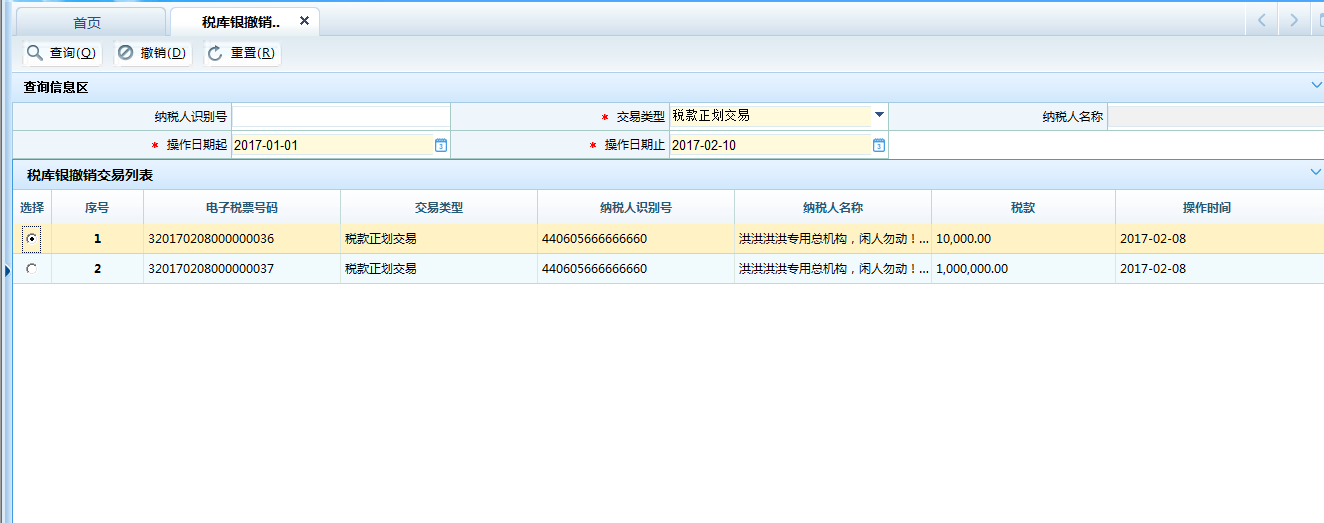 首页 税库银撤销..
查询(Q) 撤销(D) 重置(R)
查询信息区
纳税人识别号 * 交易类型 税款正划交易 纳税人名称
* 操作日期起 2017-01-01 * 操作日期止 2017-02-10
税库银撤销交易列表
选择 序号 电子税票号码 交易类型 纳税人识别号 纳税人名称 税款 操作时间
1 320170208000000036 税款正划交易 440605666666660 洪洪洪洪专用总机构，闲人勿动！... 10,000.00 2017-02-08
2 320170208000000037 税款正划交易 440605666666660 洪洪洪洪专用总机构，闲人勿动！... 1,000,000.00 2017-02-08